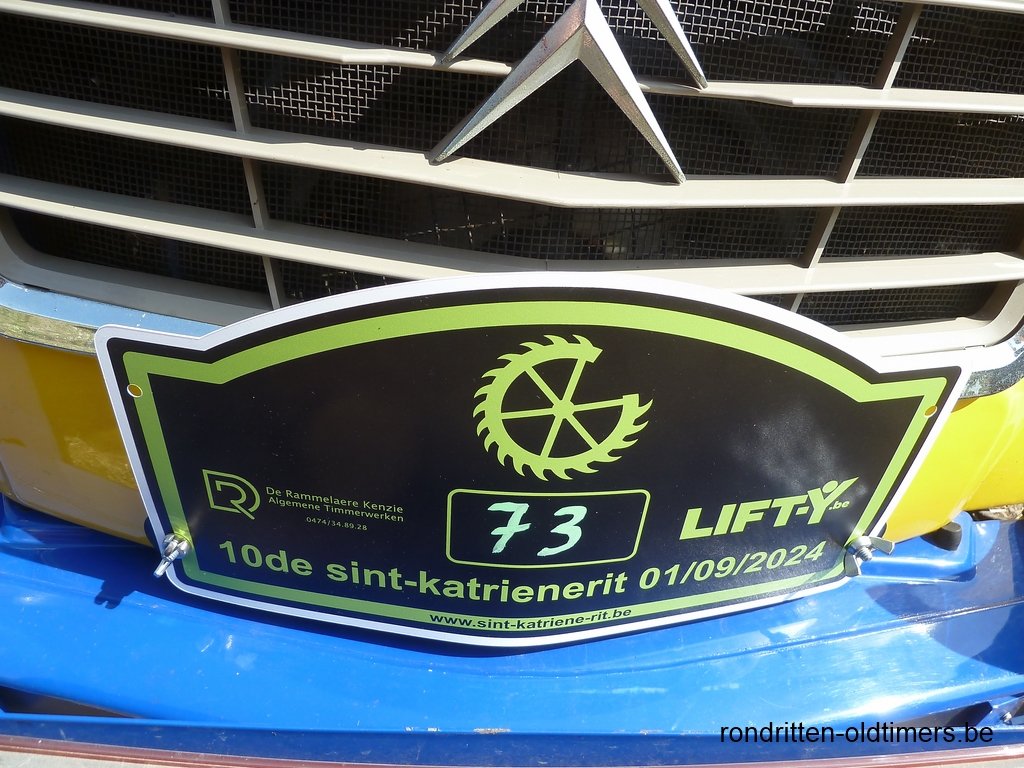 De Rammelaere Kenzie
Algemene Timmerwerken
0474/34.89.28
73
LIFT-Y.be
10de sint-katrienerit 01/09/2024
www.sint-katriene-rit.be
rondritten-oldtimers.be